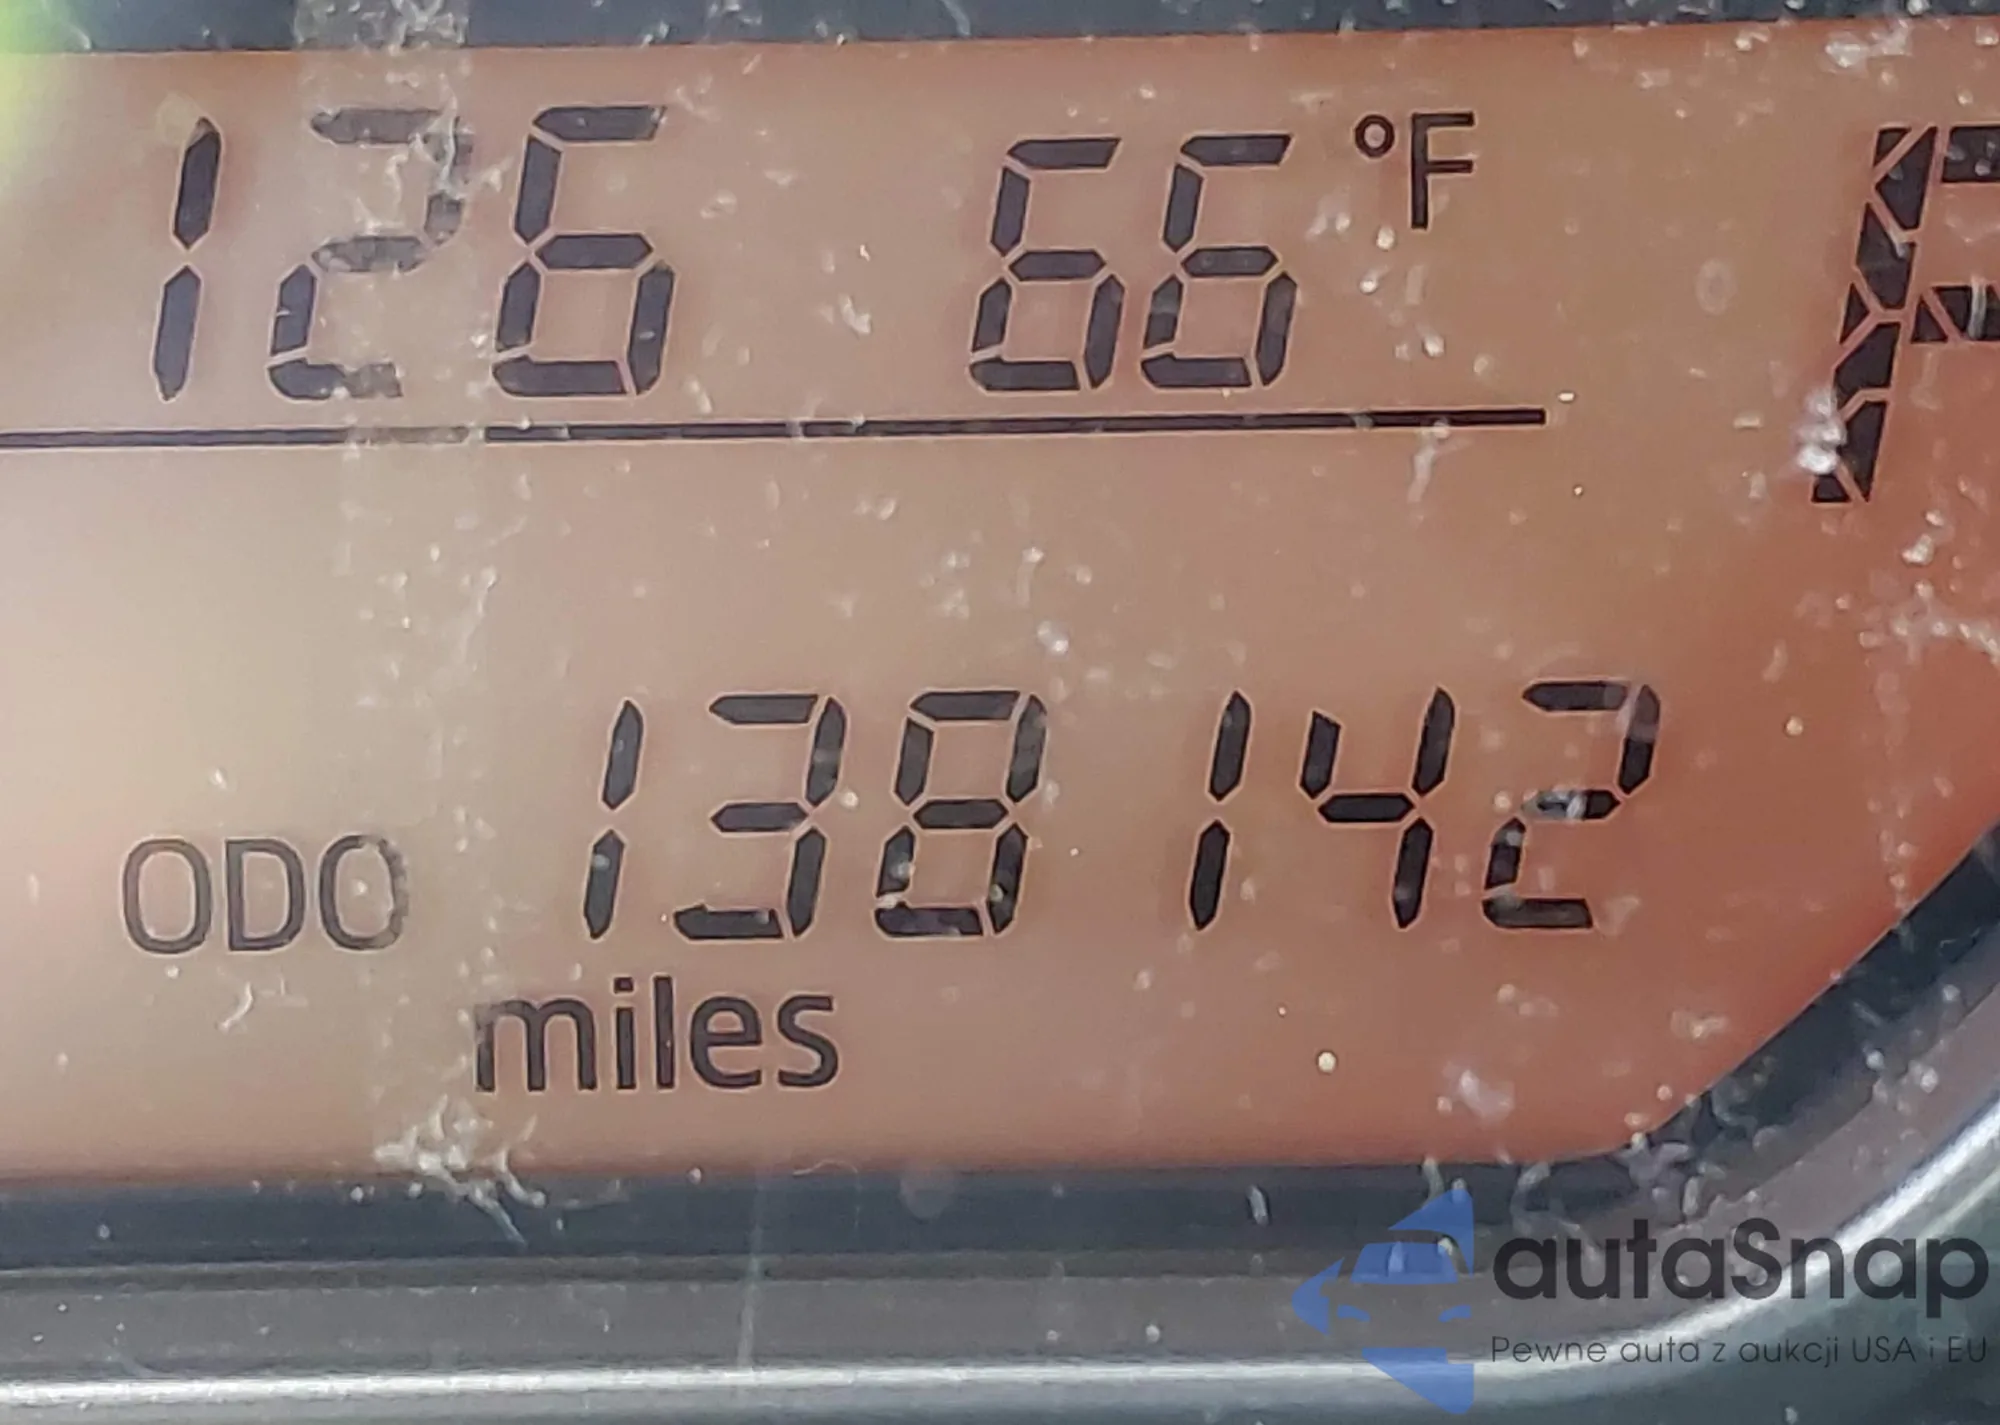 126 66 °F P
ODO 138142
miles
autaSnap
Pewne auta z aukcji USA i EU